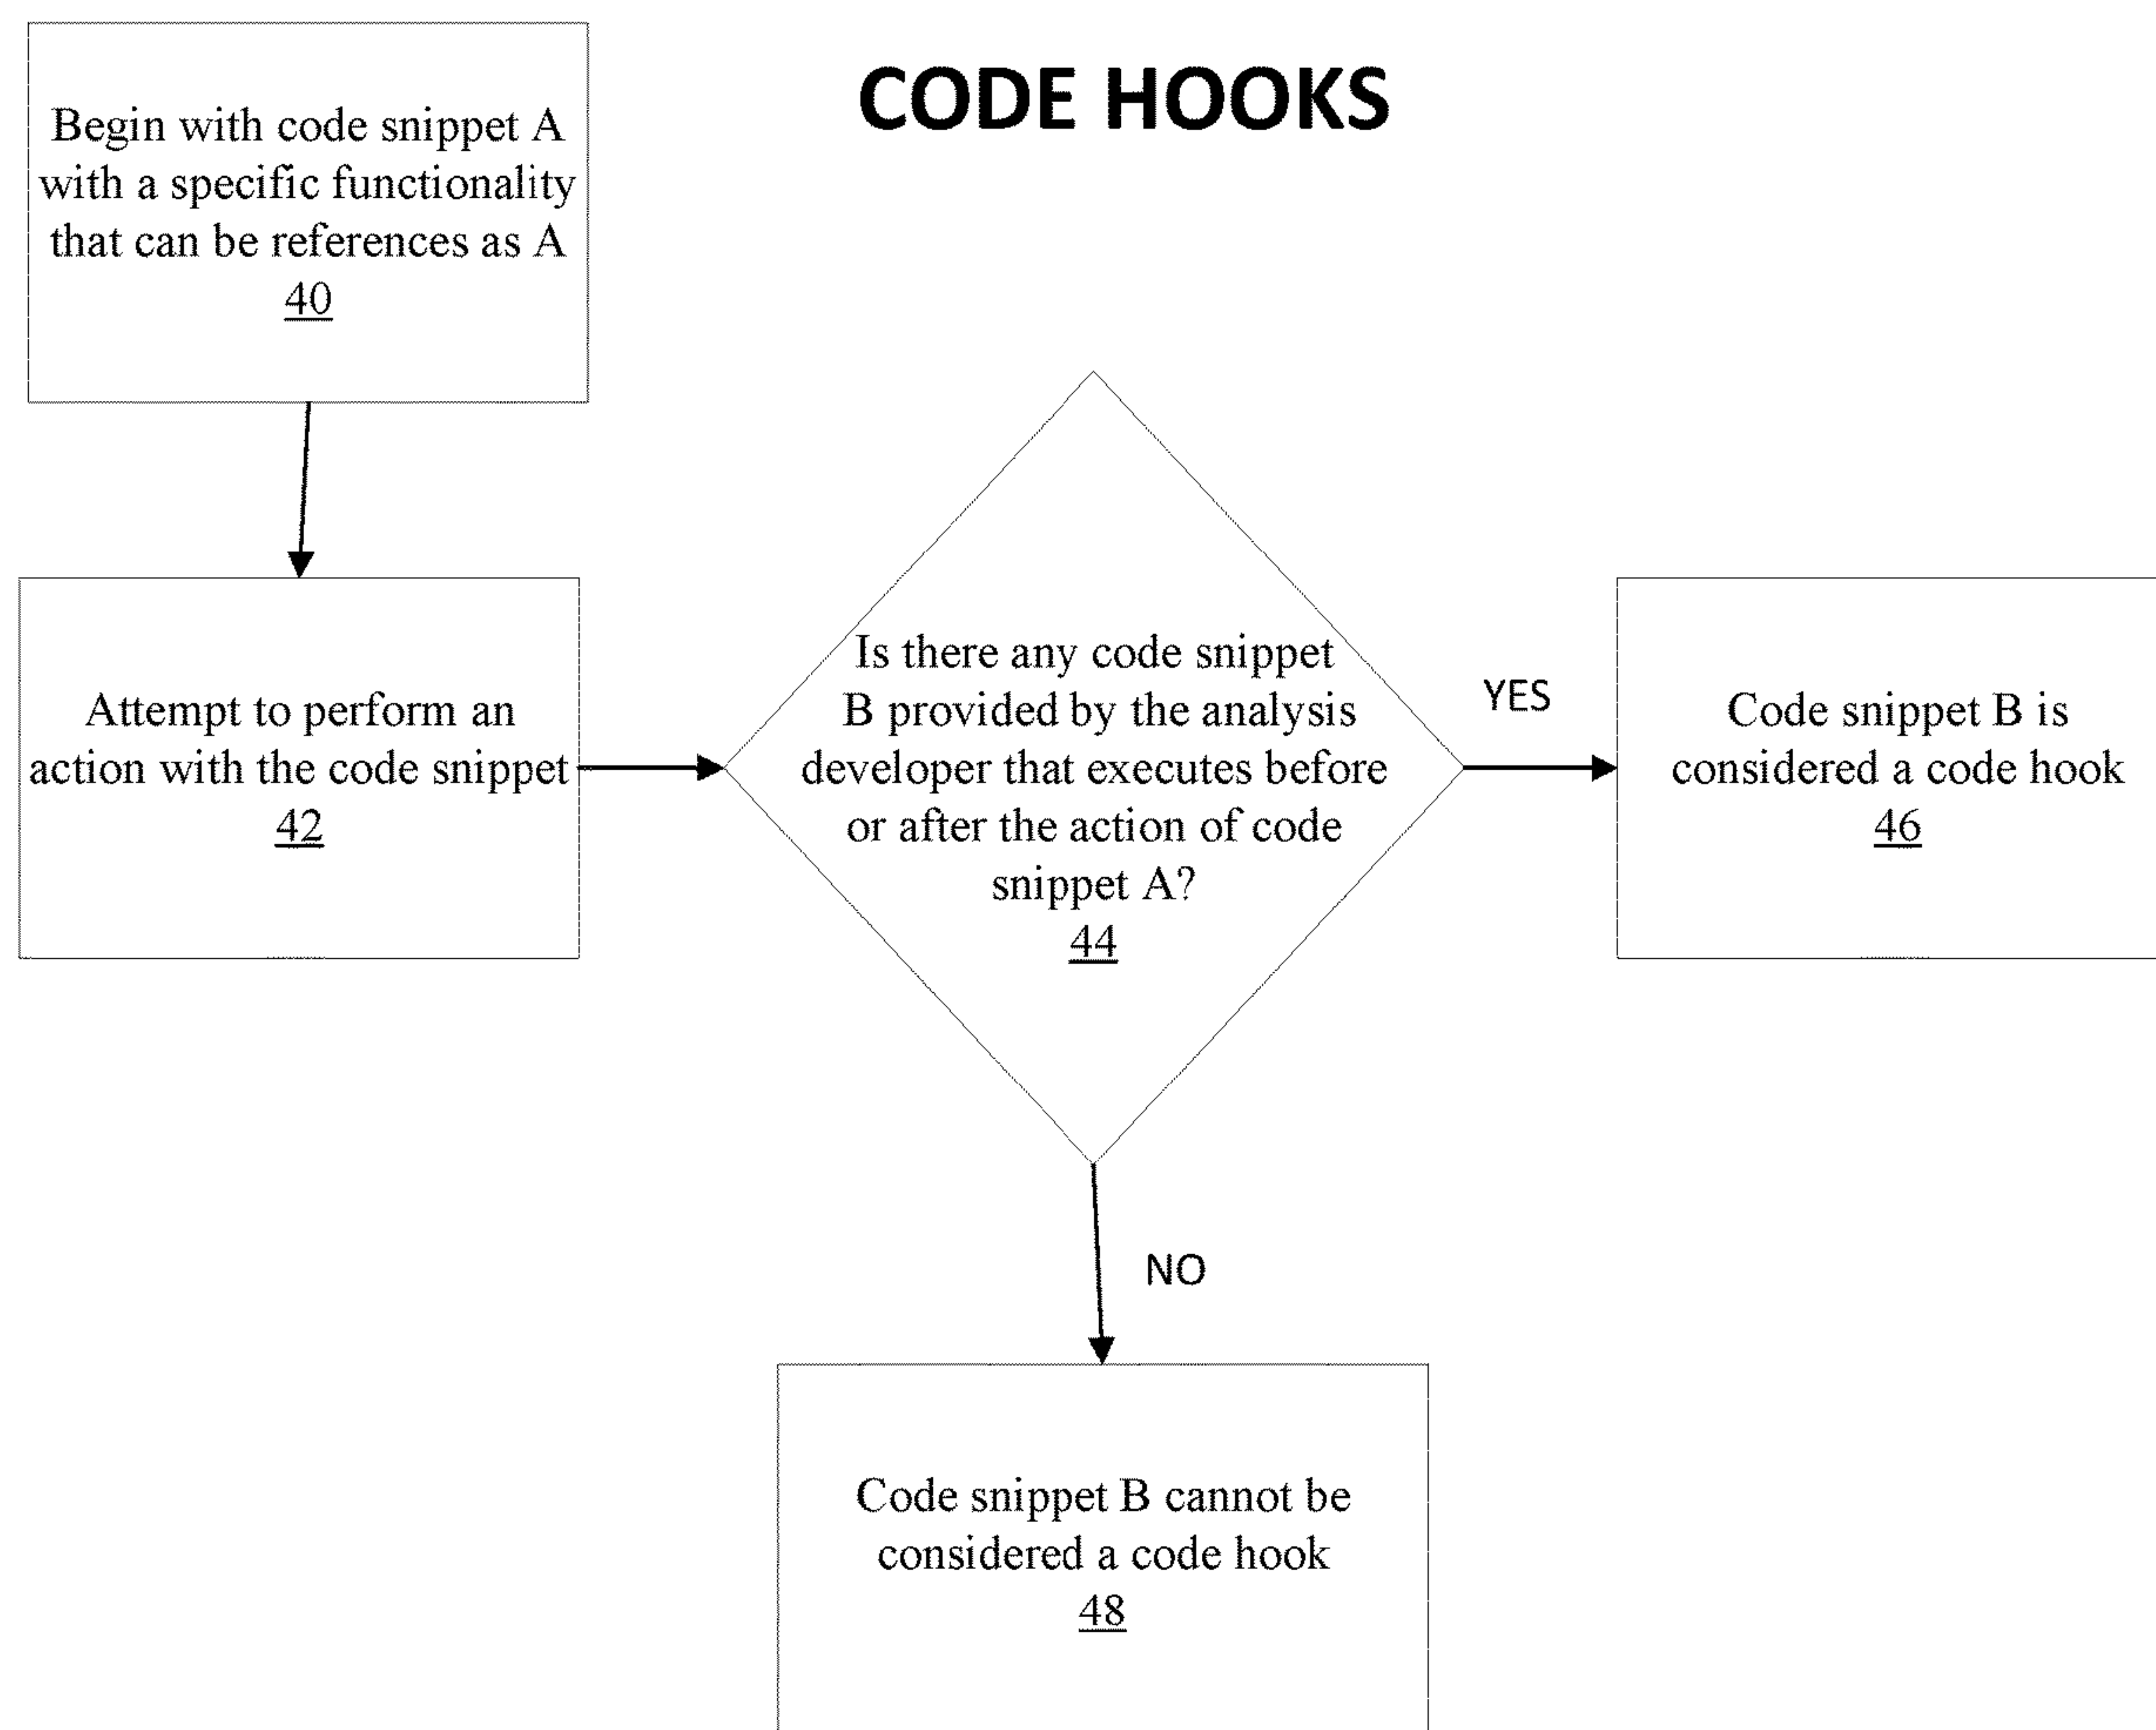 CODE HOOKS
Begin with code snippet A
with a specific functionality
that can be references as A
40
Attempt to perform an
action with the code snippet
42
Is there any code snippet
B provided by the analysis
developer that executes before
or after the action of code
snippet A?
44
YES
Code snippet B is
considered a code hook
46
NO
Code snippet B cannot be
considered a code hook
48